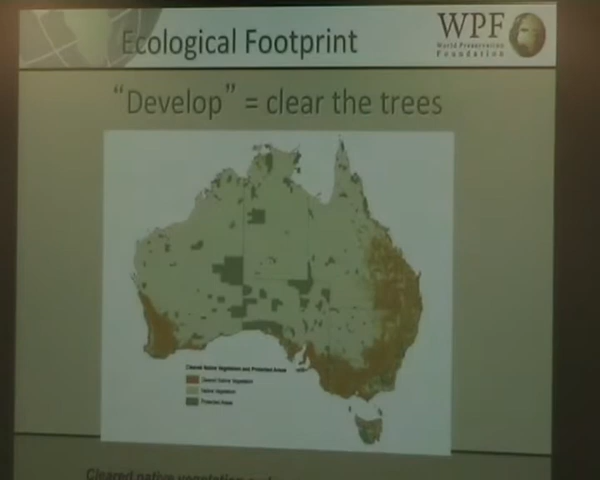 Ecological Footprint
WPF
World Preservation
Foundation
“Develop” = clear the trees
Cleared Native Vegetation and Protected Areas
Cleared Native Vegetation
Native Vegetation
Protected Areas
Cleared native vegetation